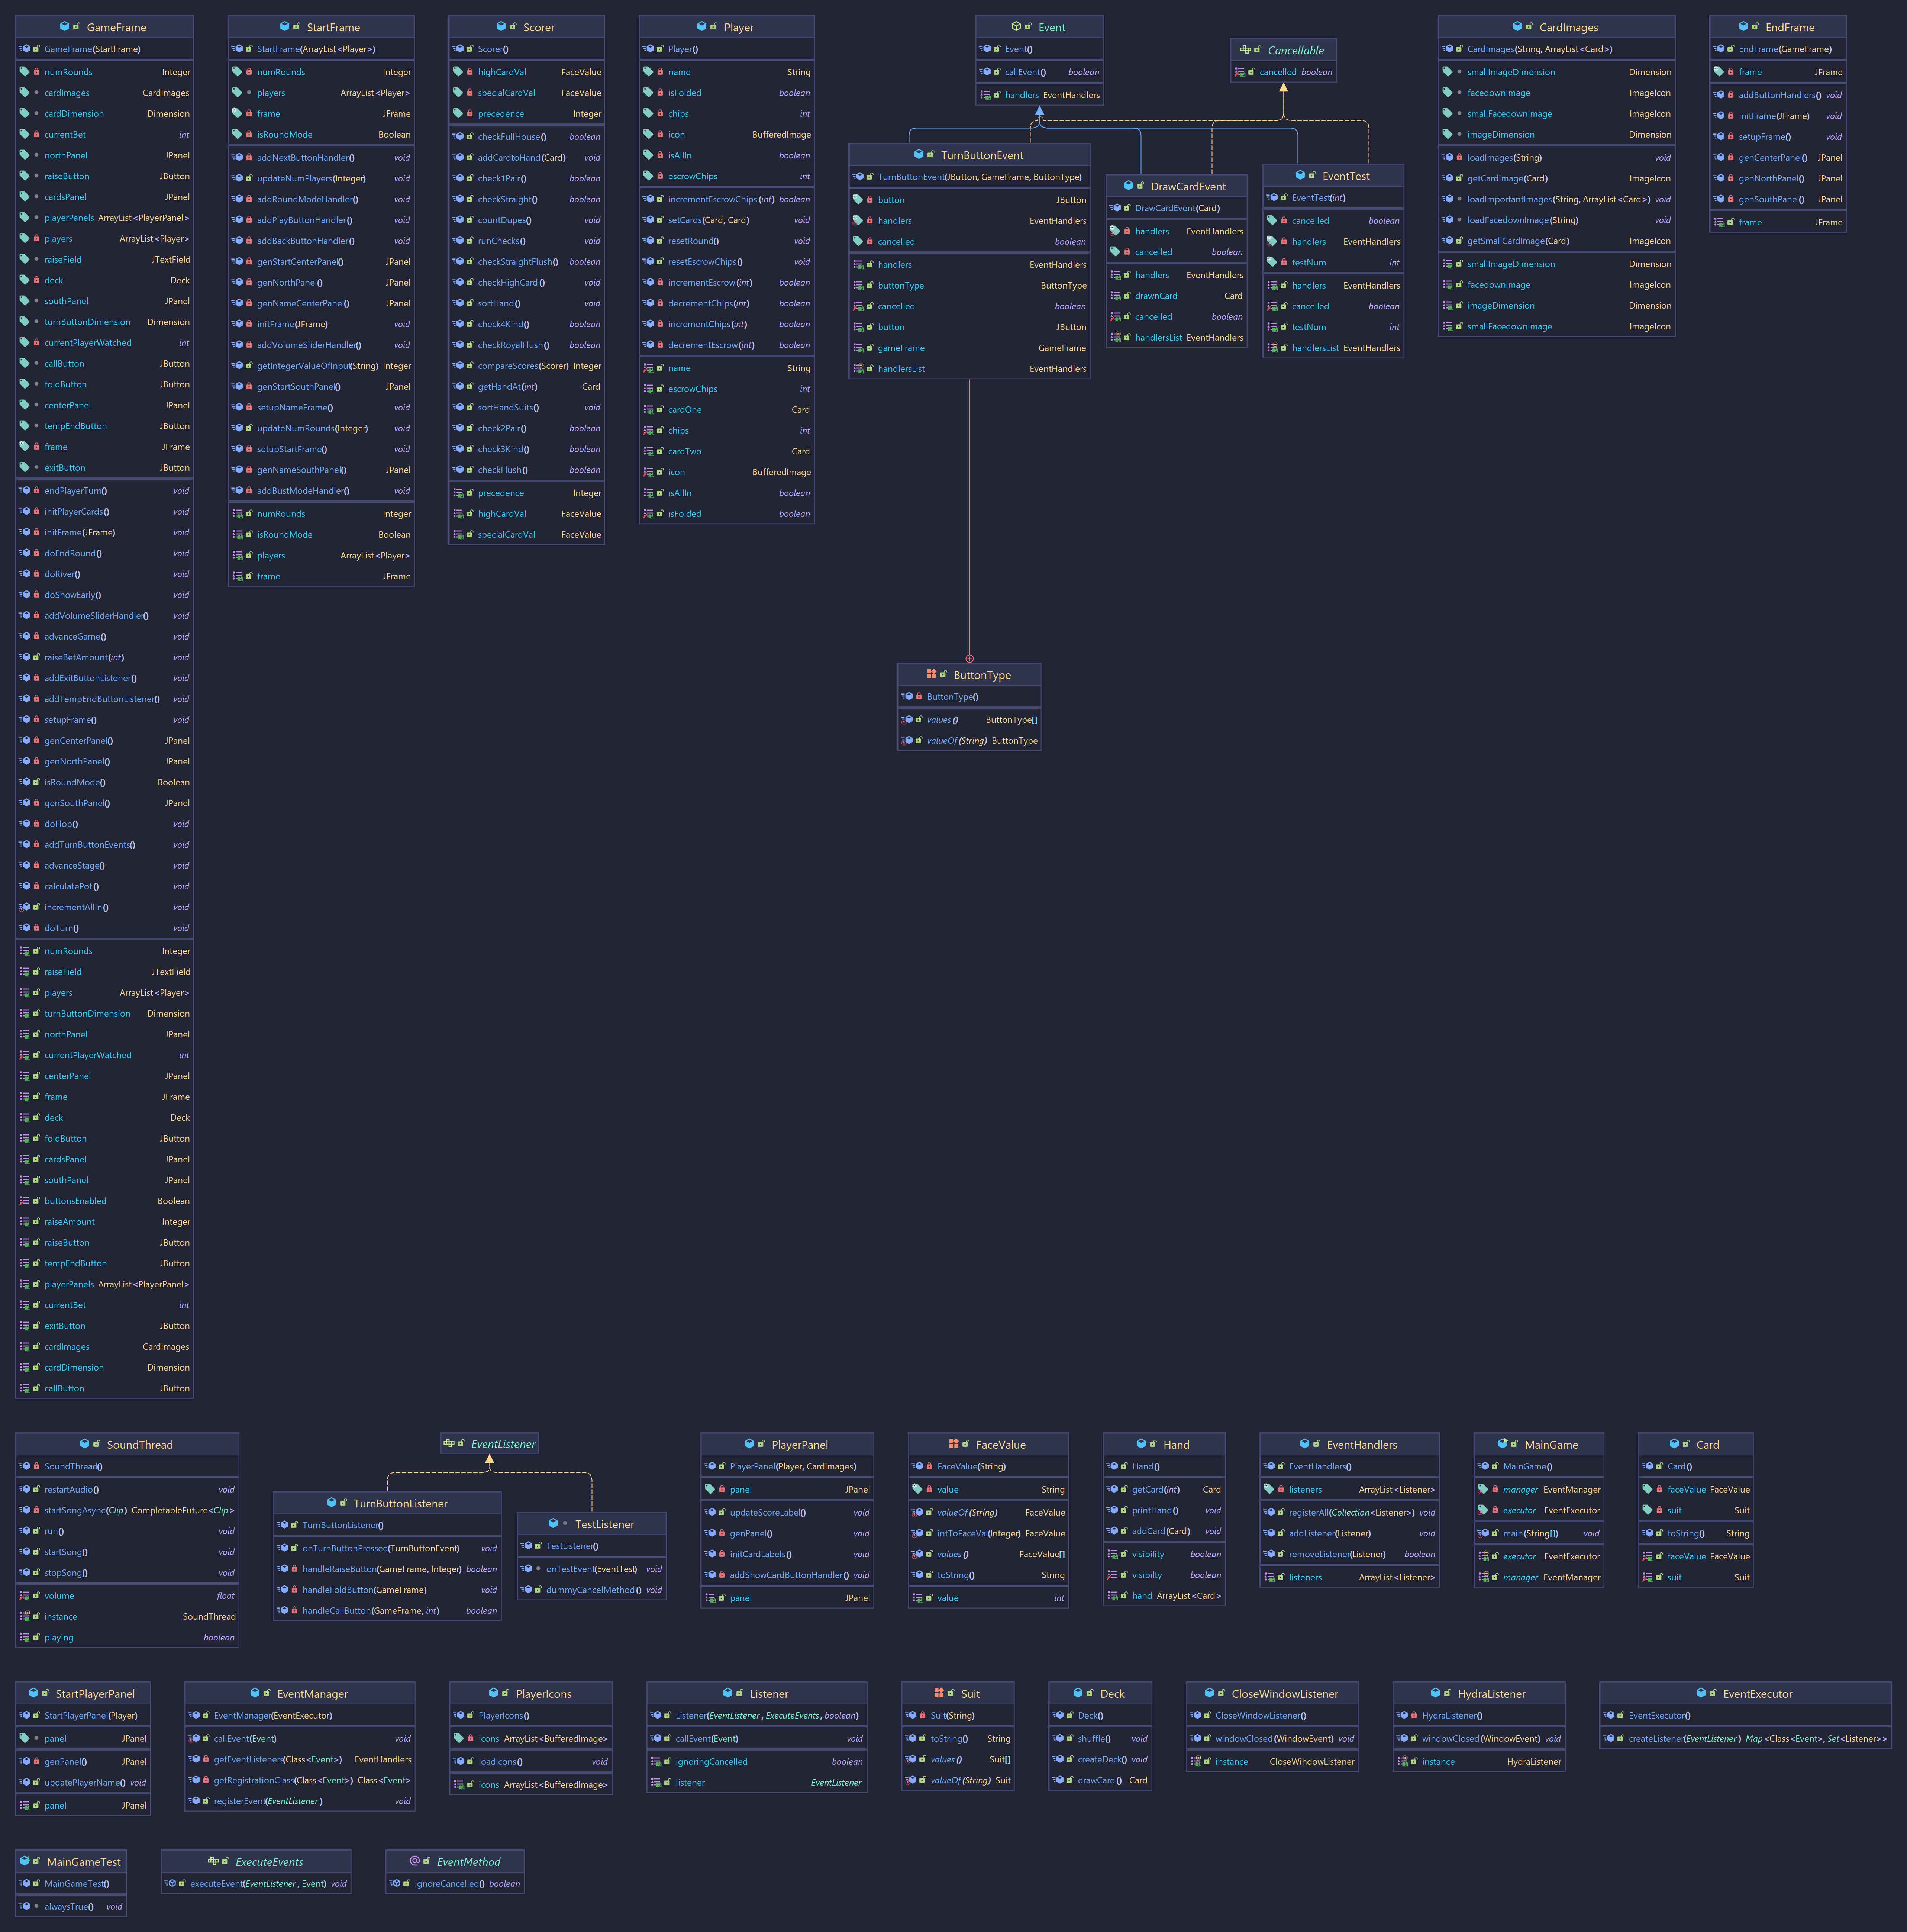 GameFrame
GameFrame(StartFrame)
numRounds Integer
cardImages CardImages
cardDimension Dimension
currentBet int
northPanel JPanel
raiseButton JButton
cardsPanel JPanel
playerPanels ArrayList<PlayerPanel>
players ArrayList<Player>
raiseField JTextField
deck Deck
southPanel JPanel
turnButtonDimension Dimension
currentPlayerWatched int
callButton JButton
foldButton JButton
centerPanel JPanel
tempEndButton JButton
frame JFrame
exitButton JButton
endPlayerTurn() void
initPlayerCards() void
initFrame(JFrame) void
doEndRound() void
doRiver() void
doShowEarly() void
addVolumeSliderHandler() void
advanceGame() void
raiseBetAmount(int) void
addExitButtonListener() void
addTempEndButtonListener() void
setupFrame() void
genCenterPanel() JPanel
genNorthPanel() JPanel
isRoundMode() Boolean
genSouthPanel() JPanel
doFlop() void
addTurnButtonEvents() void
advanceStage() void
calculatePot() void
incrementAllIn() void
doTurn() void
numRounds Integer
raiseField JTextField
players ArrayList<Player>
turnButtonDimension Dimension
northPanel JPanel
currentPlayerWatched int
centerPanel JPanel
frame JFrame
deck Deck
foldButton JButton
cardsPanel JPanel
southPanel JPanel
buttonsEnabled Boolean
raiseAmount Integer
raiseButton JButton
tempEndButton JButton
playerPanels ArrayList<PlayerPanel>
currentBet int
exitButton JButton
cardImages CardImages
cardDimension Dimension
callButton JButton
StartFrame
StartFrame(ArrayList<Player>)
numRounds Integer
players ArrayList<Player>
frame JFrame
isRoundMode Boolean
addNextButtonHandler() void
updateNumPlayers(Integer) void
addRoundModeHandler() void
addPlayButtonHandler() void
addBackButtonHandler() void
genStartCenterPanel() JPanel
genNorthPanel() JPanel
genNameCenterPanel() JPanel
initFrame(JFrame) void
addVolumeSliderHandler() void
getIntegerValueOfInput(String) Integer
genStartSouthPanel() JPanel
setupNameFrame() void
updateNumRounds(Integer) void
setupStartFrame() void
genNameSouthPanel() JPanel
addBustModeHandler() void
numRounds Integer
isRoundMode Boolean
players ArrayList<Player>
frame JFrame
Scorer
Scorer()
highCardVal FaceValue
specialCardVal FaceValue
precedence Integer
checkFullHouse() boolean
addCardtoHand(Card) void
check1Pair() boolean
checkStraight() boolean
countDupes() void
runChecks() void
checkStraightFlush() boolean
checkHighCard() void
sortHand() void
check4Kind() boolean
checkRoyalFlush() boolean
compareScores(Scorer) Integer
getHandAt(int) Card
sortHandSuits() void
check2Pair() boolean
check3Kind() boolean
checkFlush() boolean
precedence Integer
highCardVal FaceValue
specialCardVal FaceValue
Player
Player()
name String
isFolded boolean
chips int
icon BufferedImage
isAllIn boolean
escrowChips int
incrementEscrowChips(int) boolean
setCards(Card, Card) void
resetRound() void
resetEscrowChips() void
incrementEscrow(int) boolean
decrementChips(int) boolean
incrementChips(int) boolean
decrementEscrow(int) boolean
name String
escrowChips int
cardOne Card
chips int
cardTwo Card
icon BufferedImage
isAllIn boolean
isFolded boolean
Event
Event()
callEvent() boolean
handlers EventHandlers
Cancellable
cancelled boolean
TurnButtonEvent
TurnButtonEvent(JButton, GameFrame, ButtonType)
button JButton
handlers EventHandlers
cancelled boolean
handlers EventHandlers
buttonType ButtonType
cancelled boolean
button JButton
gameFrame GameFrame
handlersList EventHandlers
DrawCardEvent
DrawCardEvent(Card)
handlers EventHandlers
cancelled boolean
handlers EventHandlers
drawnCard Card
cancelled boolean
handlersList EventHandlers
EventTest
EventTest(int)
cancelled boolean
handlers EventHandlers
testNum int
handlers EventHandlers
cancelled boolean
testNum int
handlersList EventHandlers
ButtonType
ButtonType()
values() ButtonType[]
valueOf(String) ButtonType
CardImages
CardImages(String, ArrayList<Card>)
smallImageDimension Dimension
facedownImage ImageIcon
smallFacedownImage ImageIcon
imageDimension Dimension
loadImages(String) void
getCardImage(Card) ImageIcon
loadImportantImages(String, ArrayList<Card>) void
loadFacedownImage(String) void
getSmallCardImage(Card) ImageIcon
smallImageDimension Dimension
facedownImage ImageIcon
imageDimension Dimension
smallFacedownImage ImageIcon
EndFrame
EndFrame(GameFrame)
frame JFrame
addButtonHandlers() void
initFrame(JFrame) void
setupFrame() void
genCenterPanel() JPanel
genNorthPanel() JPanel
genSouthPanel() JPanel
frame JFrame
SoundThread
SoundThread()
restartAudio() void
startSongAsync(Clip) CompletableFuture<Clip>
run() void
startSong() void
stopSong() void
volume float
instance SoundThread
playing boolean
EventListener
TurnButtonListener
TurnButtonListener()
onTurnButtonPressed(TurnButtonEvent) void
handleRaiseButton(GameFrame, Integer) boolean
handleFoldButton(GameFrame) void
handleCallButton(GameFrame, int) boolean
TestListener
TestListener()
onTestEvent(EventTest) void
dummyCancelMethod() void
PlayerPanel
PlayerPanel(Player, CardImages)
panel JPanel
updateScoreLabel() void
genPanel() void
initCardLabels() void
addShowCardButtonHandler() void
panel JPanel
FaceValue
FaceValue(String)
value String
valueOf(String) FaceValue
intToFaceVal(Integer) FaceValue
values() FaceValue[]
toString() String
value int
Hand
Hand()
getCard(int) Card
printHand() void
addCard(Card) void
visibility boolean
visibilty boolean
hand ArrayList<Card>
EventHandlers
EventHandlers()
listeners ArrayList<Listener>
registerAll(Collection<Listener>) void
addListener(Listener) void
removeListener(Listener) boolean
listeners ArrayList<Listener>
MainGame
MainGame()
manager EventManager
executor EventExecutor
main(String[]) void
executor EventExecutor
manager EventManager
Card
Card()
faceValue FaceValue
suit Suit
toString() String
faceValue FaceValue
suit Suit
StartPlayerPanel
StartPlayerPanel(Player)
panel JPanel
genPanel() JPanel
updatePlayerName() void
panel JPanel
EventManager
EventManager(EventExecutor)
callEvent(Event) void
getEventListeners(Class<Event>) EventHandlers
getRegistrationClass(Class<Event>) Class<Event>
registerEvent(EventListener) void
PlayerIcons
PlayerIcons()
icons ArrayList<BufferedImage>
loadIcons() void
icons ArrayList<BufferedImage>
Listener
Listener(EventListener, ExecuteEvents, boolean)
callEvent(Event) void
ignoringCancelled boolean
listener EventListener
Suit
Suit(String)
toString() String
values() Suit[]
valueOf(String) Suit
Deck
Deck()
shuffle() void
createDeck() void
drawCard() Card
CloseWindowListener
CloseWindowListener()
windowClosed(WindowEvent) void
instance CloseWindowListener
HydraListener
HydraListener()
windowClosed(WindowEvent) void
instance HydraListener
EventExecutor
EventExecutor()
createListener(EventListener) Map<Class<Event>, Set<Listener>>
MainGameTest
MainGameTest()
alwaysTrue() void
ExecuteEvents
executeEvent(EventListener, Event) void
EventMethod
ignoreCancelled() boolean